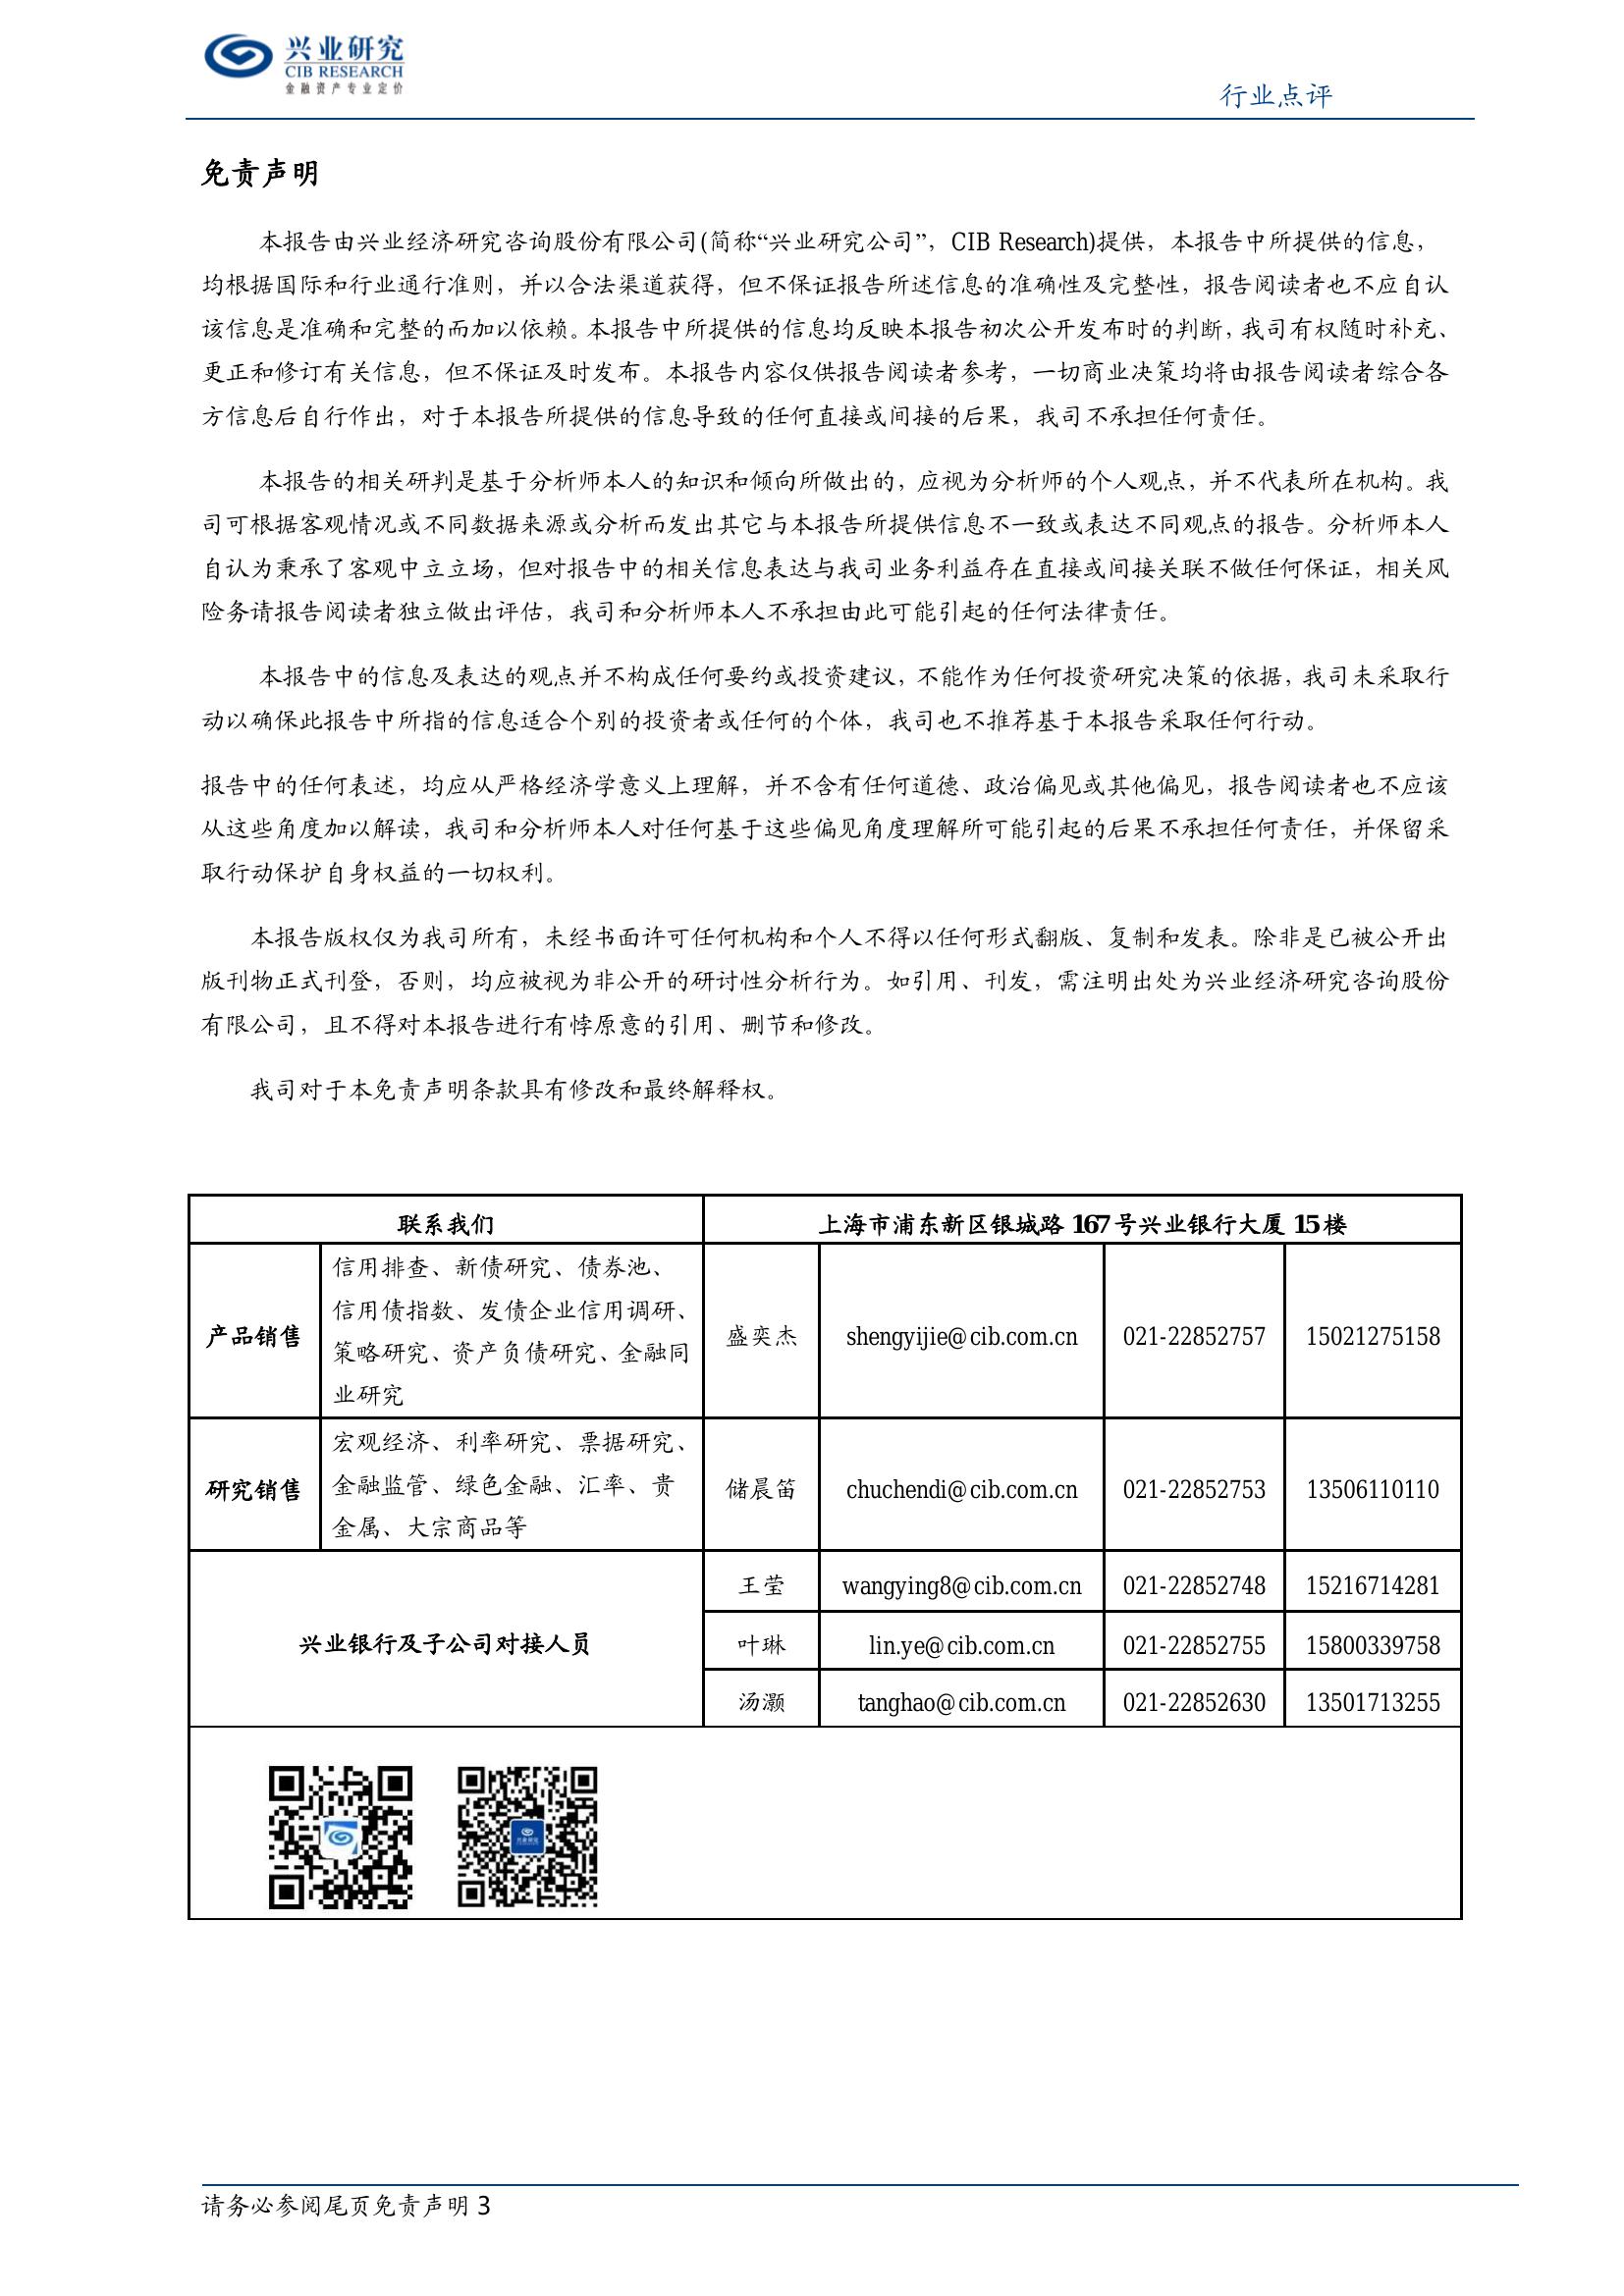 兴业研究
CIB RESEARCH
金融资产专业定价
行业点评
免责声明
本报告由兴业经济研究咨询股份有限公司(简称“兴业研究公司”，CIB Research)提供，本报告中所提供的信息，
均根据国际和行业通行准则，并以合法渠道获得，但不保证报告所述信息的准确性及完整性，报告阅读者也不应自认
该信息是准确和完整的而加以依赖。本报告中所提供的信息均反映本报告初次公开发布时的判断，我司有权随时补充、
更正和修订有关信息，但不保证及时发布。本报告内容仅供报告阅读者参考，一切商业决策均将由报告阅读者综合各
方信息后自行作出，对于本报告所提供的信息导致的任何直接或间接的后果，我司不承担任何责任。
本报告的相关研判是基于分析师本人的知识和倾向所做出的，应视为分析师的个人观点，并不代表所在机构。我
司可根据客观情况或不同数据来源或分析而发出其它与本报告所提供信息不一致或表达不同观点的报告。分析师本人
自认为秉承了客观中立立场，但对报告中的相关信息表达与我司业务利益存在直接或间接关联不做任何保证，相关风
险务请报告阅读者独立做出评估，我司和分析师本人不承担由此可能引起的任何法律责任。
本报告中的信息及表达的观点并不构成任何要约或投资建议，不能作为任何投资研究决策的依据，我司未采取行
动以确保此报告中所指的信息适合个别的投资者或任何的个体，我司也不推荐基于本报告采取任何行动。
报告中的任何表述，均应从严格经济学意义上理解，并不含有任何道德、政治偏见或其他偏见，报告阅读者也不应该
从这些角度加以解读，我司和分析师本人对任何基于这些偏见角度理解所可能引起的后果不承担任何责任，并保留采
取行动保护自身权益的一切权利。
本报告版权仅为我司所有，未经书面许可任何机构和个人不得以任何形式翻版、复制和发表。除非是已被公开出
版刊物正式刊登，否则，均应被视为非公开的研讨性分析行为。如引用、刊发，需注明出处为兴业经济研究咨询股份
有限公司，且不得对本报告进行有悖原意的引用、删节和修改。
我司对于本免责声明条款具有修改和最终解释权。
联系我们 上海市浦东新区银城路 167 号兴业银行大厦 15 楼
产品销售
信用排查、新债研究、债券池、
信用债指数、发债企业信用调研、
策略研究、资产负债研究、金融同
业研究
盛奕杰 shengyijie@cib.com.cn 021-22852757 15021275158
研究销售
宏观经济、利率研究、票据研究、
金融监管、绿色金融、汇率、贵
金属、大宗商品等
储晨笛 chuchendi@cib.com.cn 021-22852753 13506110110
兴业银行及子公司对接人员
王莹 wangying8@cib.com.cn 021-22852748 15216714281
叶琳 lin.ye@cib.com.cn 021-22852755 15800339758
汤灏 tanghao@cib.com.cn 021-22852630 13501713255
兴业研究
请务必参阅尾页免责声明 3